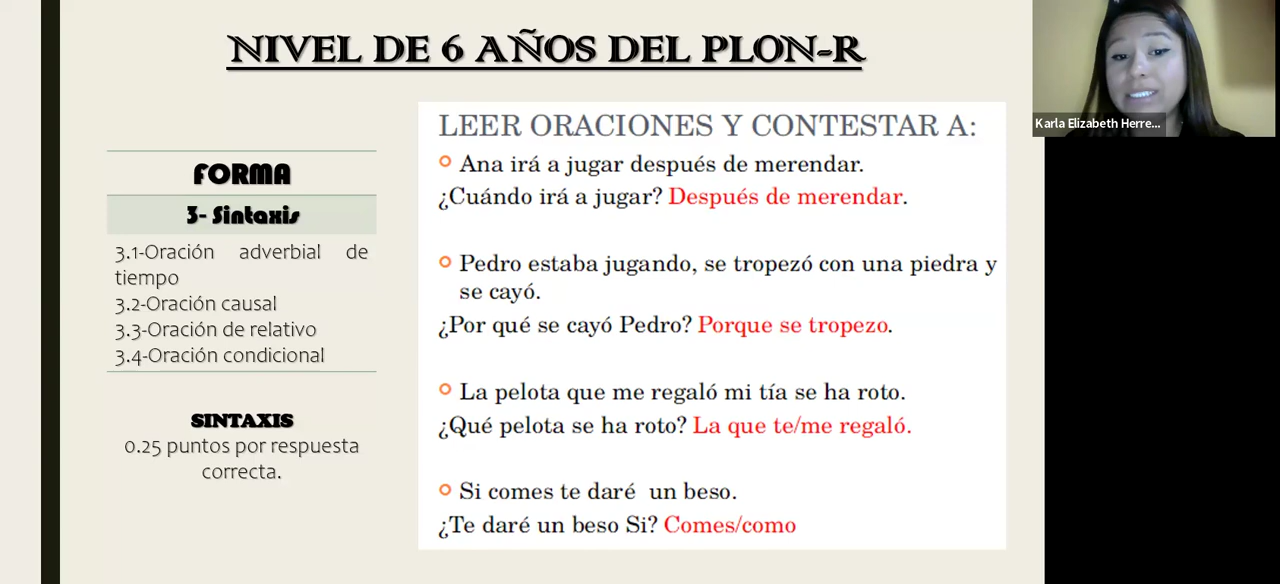 NIVEL DE 6 AÑOS DEL PLON-R
FORMA
3- Sintaxis
3.1-Oración adverbial de
tiempo
3.2-Oración causal
3.3-Oración de relativo
3.4-Oración condicional
SINTAXIS
0.25 puntos por respuesta
correcta.
LEER ORACIONES Y CONTESTAR A:
Ana irá a jugar después de merendar.
¿Cuándo irá a jugar? Después de merendar.
Pedro estaba jugando, se tropezó con una piedra y
se cayó.
¿Por qué se cayó Pedro? Porque se tropezo.
La pelota que me regaló mi tía se ha roto.
¿Qué pelota se ha roto? La que te/me regaló.
Si comes te daré un beso.
¿Te daré un beso Si? Comes/como
Karla Elizabeth Herre...